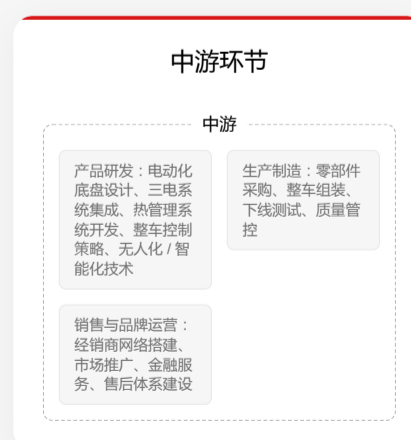 中游环节
中游
产品研发：电动化
底盘设计、三电系
统集成、热管理系
统开发、整车控制
策略、无人化 / 智
能化技术
生产制造：零部件
采购、整车组装、
下线测试、质量管
控
销售与品牌运营：
经销商网络搭建、
市场推广、金融服
务、售后体系建设